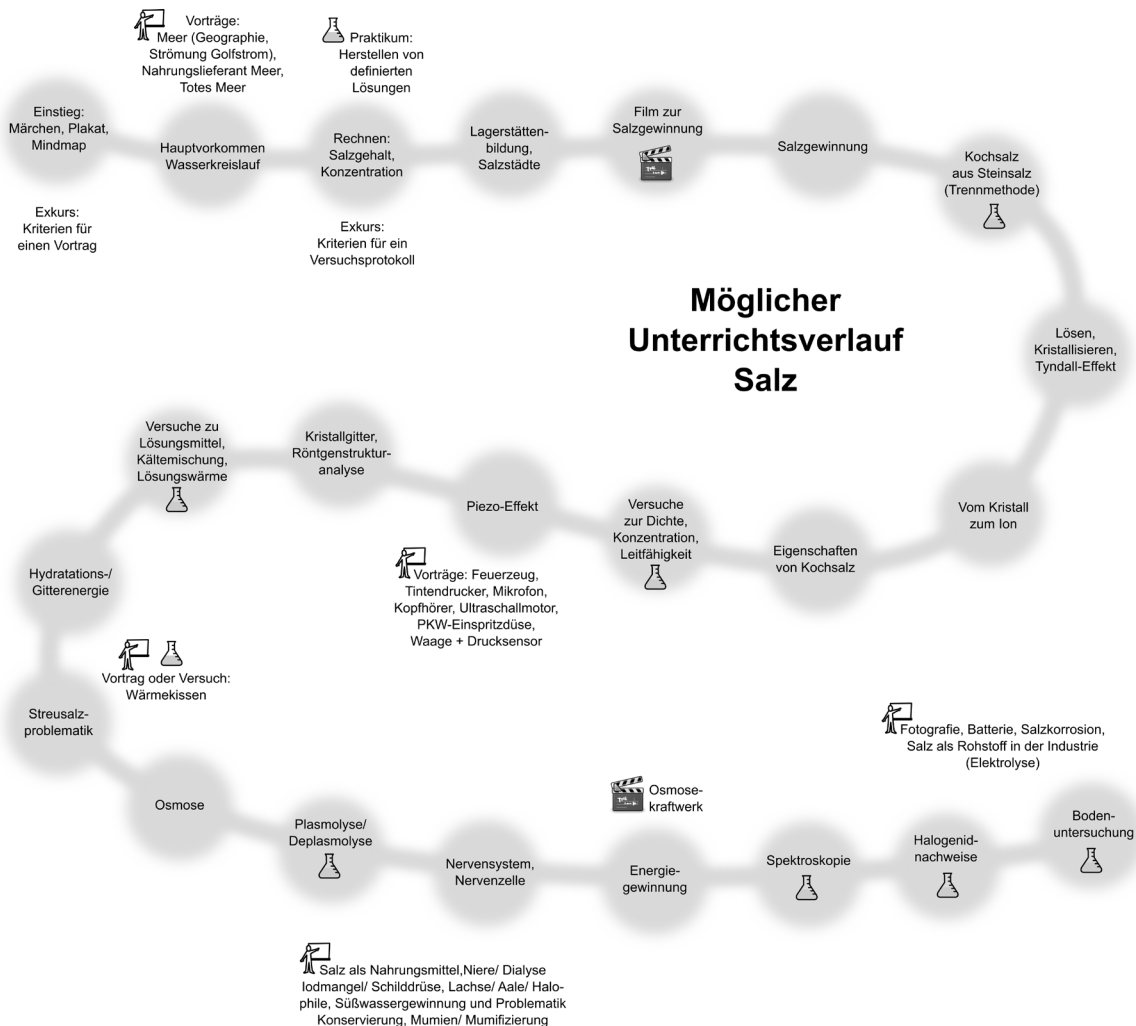 Vorträge:
Meer (Geographie,
Strömung Golfstrom),
Nahrungslieferant Meer,
Totes Meer
Praktikum:
Herstellen von
definierten
Lösungen
Einstieg:
Märchen, Plakat,
Mindmap
Hauptvorkommen
Wasserkreislauf
Rechnen:
Salzgehalt,
Konzentration
Lagerstätten-
bildung,
Salzstädte
Film zur
Salzgewinnung
Salzgewinnung
Kochsalz
aus Steinsalz
(Trennmethode)
Exkurs:
Kriterien für
einen Vortrag
Exkurs:
Kriterien für ein
Versuchsprotokoll
Möglicher
Unterrichtsverlauf
Salz
Lösen,
Kristallisieren,
Tyndall-Effekt
Vom Kristall
zum Ion
Eigenschaften
von Kochsalz
Versuche
zur Dichte,
Konzentration,
Leitfähigkeit
Piezo-Effekt
Vorträge: Feuerzeug,
Tintendrucker, Mikrofon,
Kopfhörer, Ultraschallmotor,
PKW-Einspritzdüse,
Waage + Drucksensor
Kristallgitter,
Röntgenstruktur-
analyse
Versuche zu
Lösungsmittel,
Kältemischung,
Lösungswärme
Hydratations-/
Gitterenergie
Vortrag oder Versuch:
Wärmekissen
Streusalz-
problematik
Osmose
Plasmolyse/
Deplasmolyse
Nervensystem,
Nervenzelle
Salz als Nahrungsmittel,Niere/ Dialyse
Iodmangel/ Schilddrüse, Lachse/ Aale/ Halo-
phile, Süßwassergewinnung und Problematik
Konservierung, Mumien/ Mumifizierung
Osmose-
kraftwerk
Energie-
gewinnung
Spektroskopie
Halogenid-
nachweise
Fotografie, Batterie, Salzkorrosion,
Salz als Rohstoff in der Industrie
(Elektrolyse)
Boden-
untersuchung